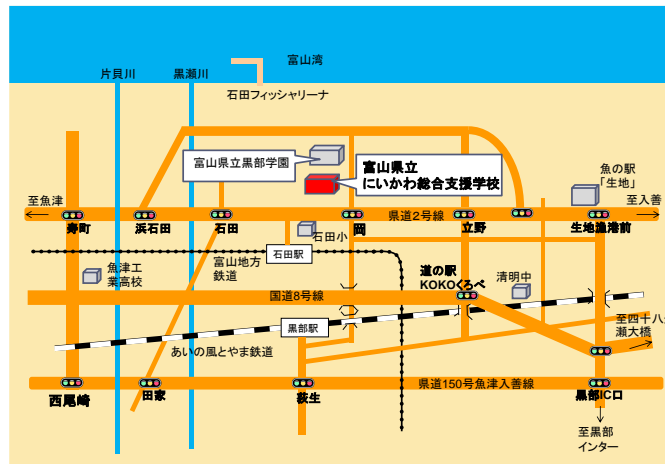 富山湾
片貝川
黒瀬川
石田フィッシャリーナ
富山県立黒部学園
富山県立
にいかわ総合支援学校
魚の駅
「生地」
至魚津
至入善
県道2号線
寿町
浜石田
石田
石田小
岡
立野
生地漁港前
石田駅
富山地方
鉄道
道の駅
KOKOくろべ
清明中
魚津工
業高校
国道8号線
黒部駅
至四十八ヶ
瀬大橋
あいの風とやま鉄道
県道150号魚津入善線
西尾崎
田家
萩生
黒部IC口
至黒部
インター